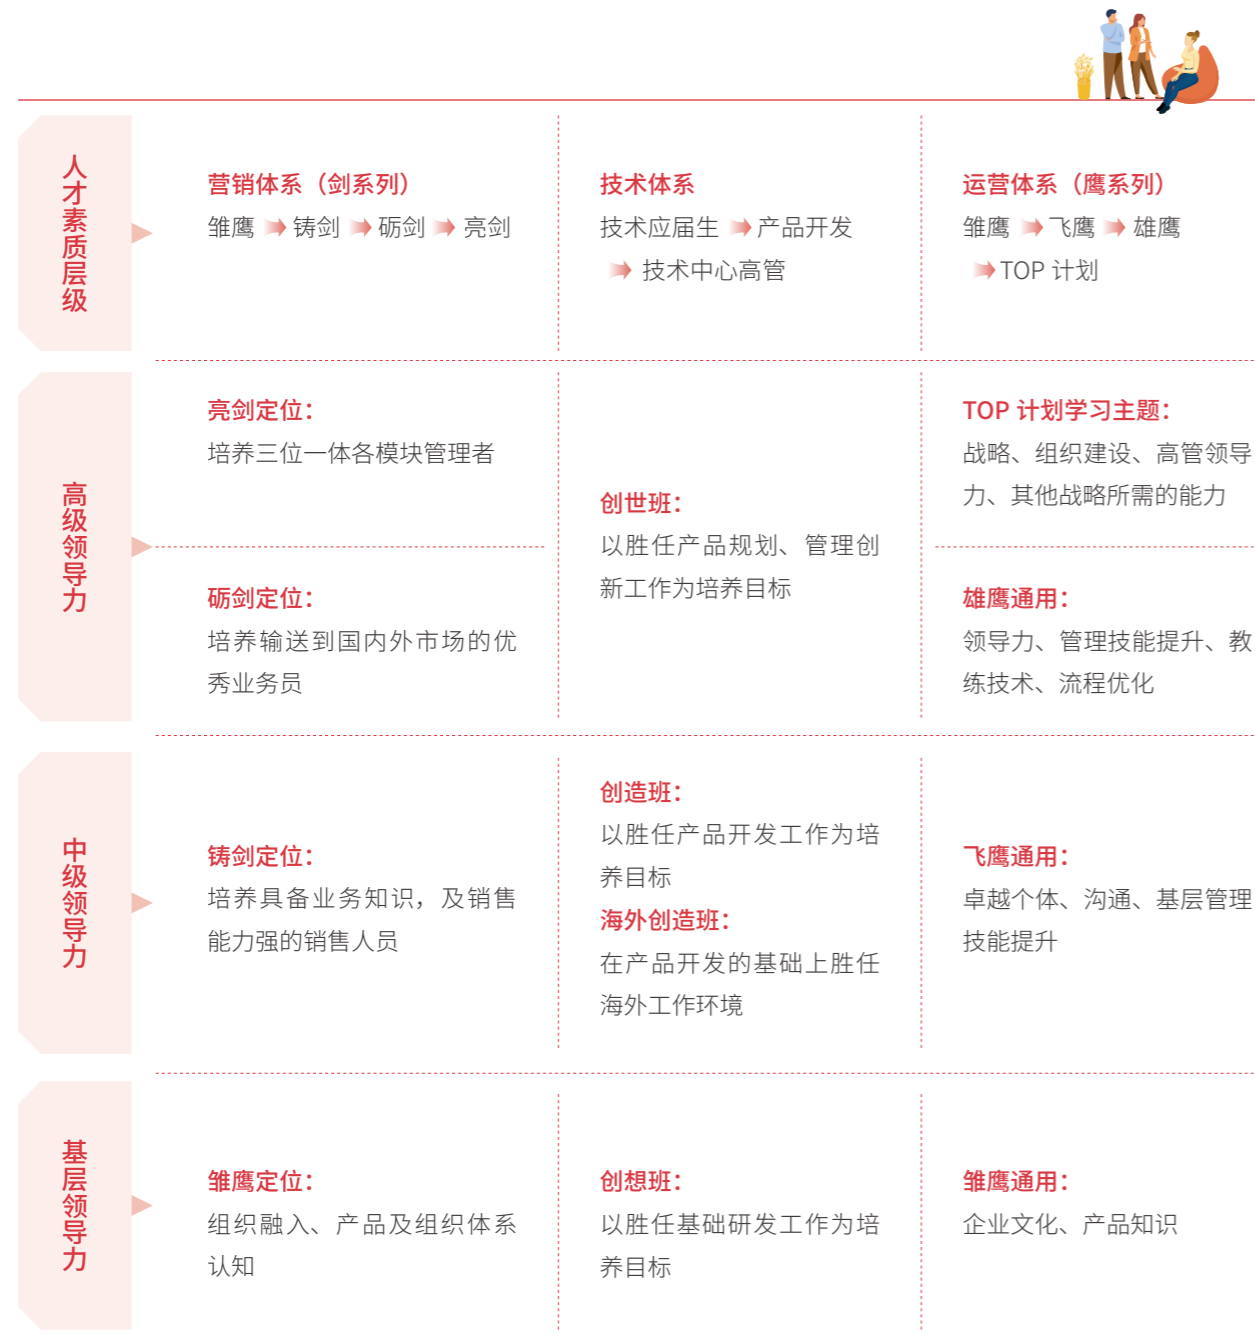 人才素质层级
营销体系（剑系列）
雏鹰 铸剑 砺剑 亮剑
技术体系
技术应届生 产品开发
技术中心高管
运营体系（鹰系列）
雏鹰 飞鹰 雄鹰
TOP 计划
高级领导力
亮剑定位：
培养三位一体各模块管理者
砺剑定位：
培养输送到国内外市场的优
秀业务员
创世班：
以胜任产品规划、管理创
新工作为培养目标
TOP 计划学习主题：
战略、组织建设、高管领导
力、其他战略所需的能力
雄鹰通用：
领导力、管理技能提升、教
练技术、流程优化
中级领导力
铸剑定位：
培养具备业务知识，及销售
能力强的销售人员
创造班：
以胜任产品开发工作为培
养目标
海外创造班：
在产品开发的基础上胜任
海外工作环境
飞鹰通用：
卓越个体、沟通、基层管理
技能提升
基层领导力
雏鹰定位：
组织融入、产品及组织体系
认知
创想班：
以胜任基础研发工作为培
养目标
雏鹰通用：
企业文化、产品知识